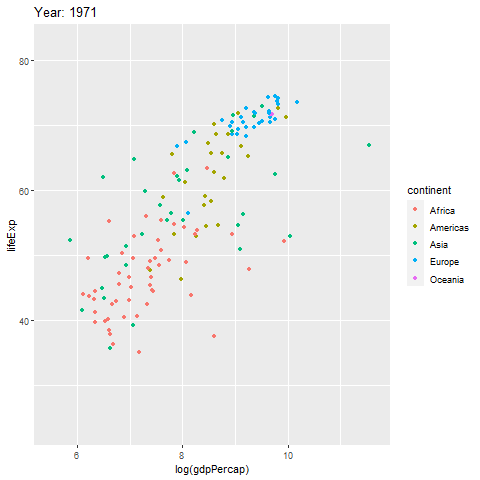 Year: 1971
80
60
40
lifeExp
6
8
10
log(gdpPercap)
continent
Africa
Americas
Asia
Europe
Oceania